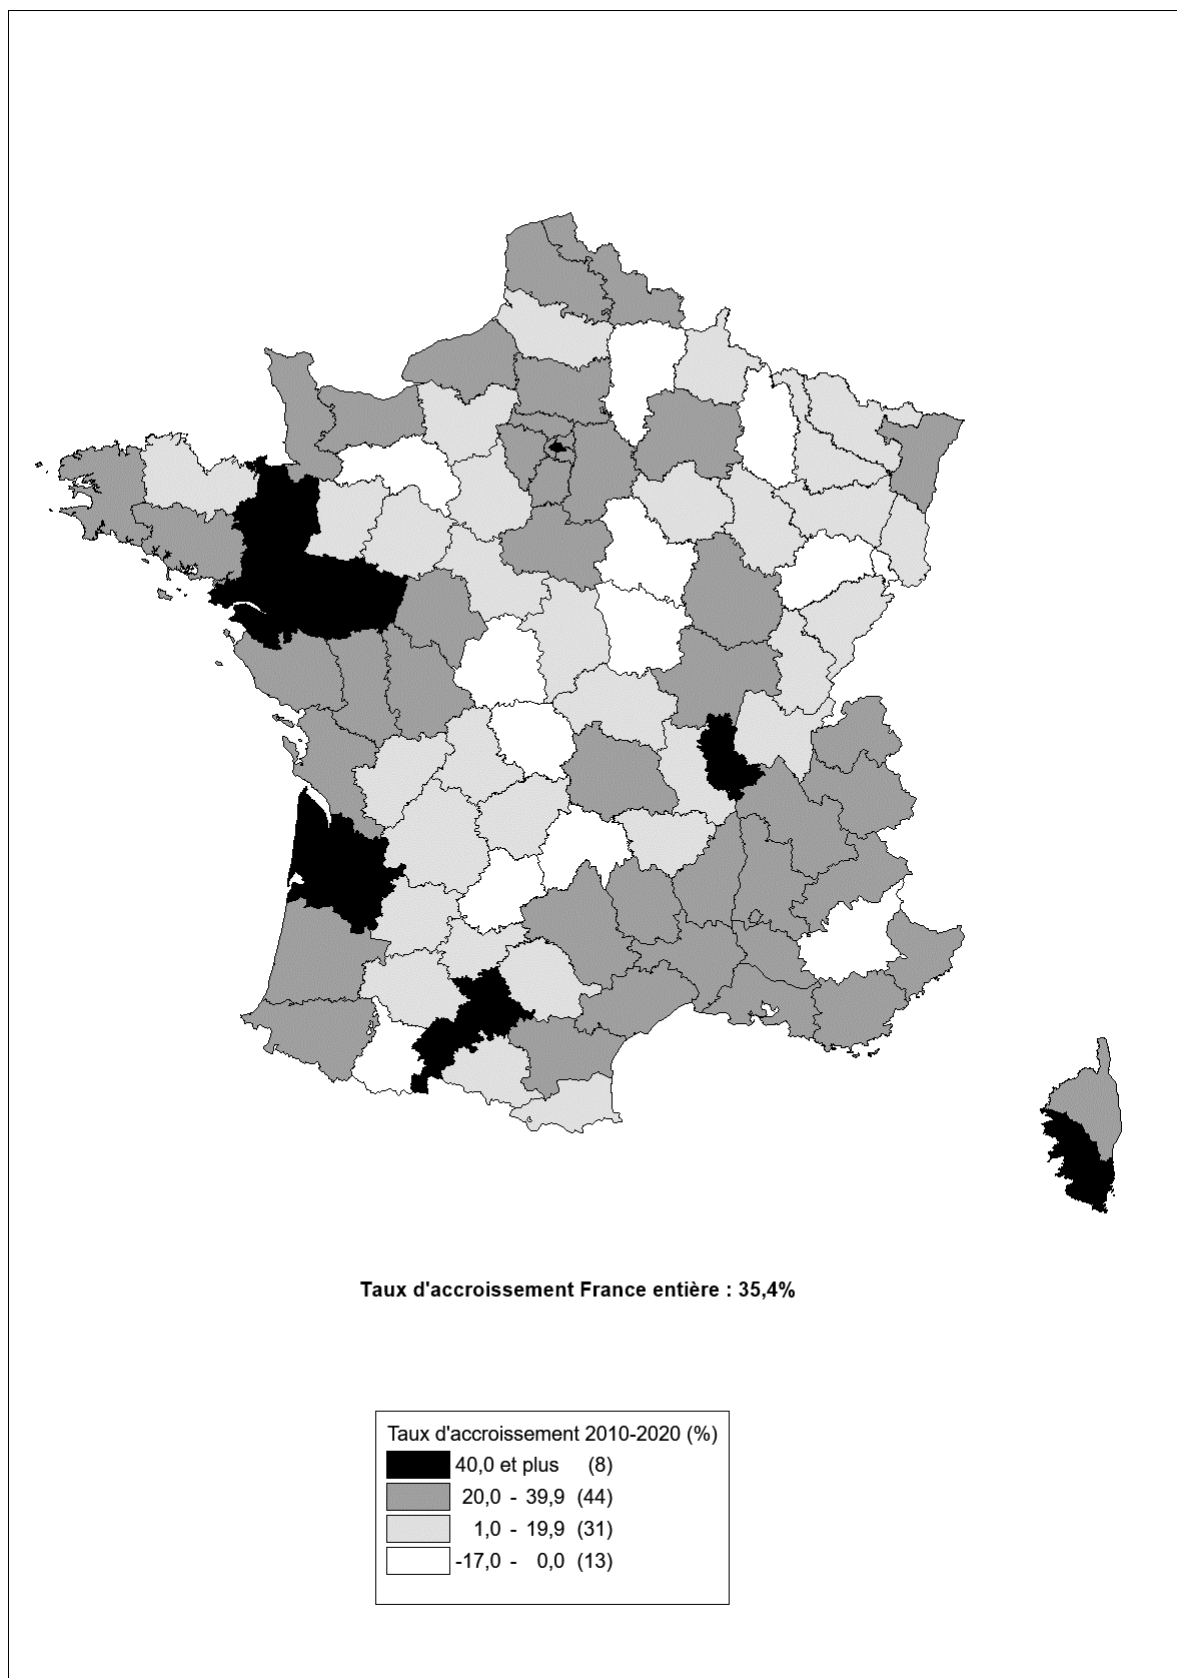 Taux d'accroissement France entière : 35,4%
Taux d'accroissement 2010-2020 (%)
40,0 et plus (8)
20,0 - 39,9 (44)
1,0 - 19,9 (31)
-17,0 - 0,0 (13)